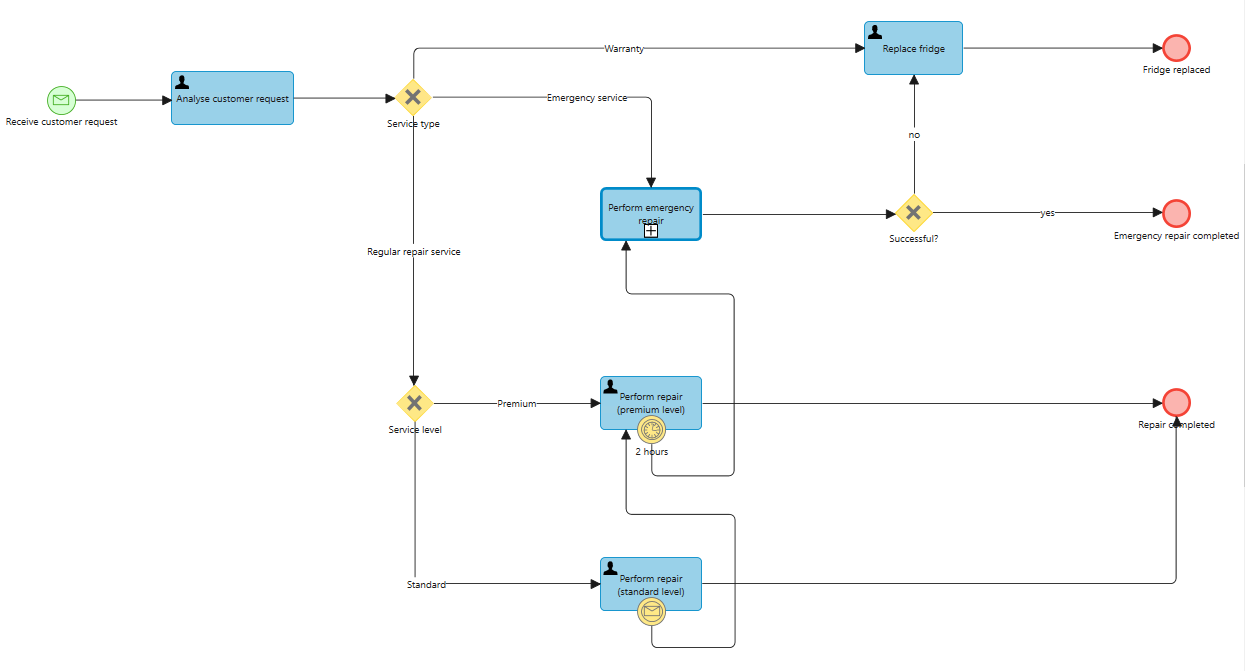 Warranty
Replace fridge
Fridge replaced
Receive customer request
Analyse customer request
Service type
Emergency service
no
Perform emergency
repair
Successful?
yes
Emergency repair completed
Regular repair service
Service level
Premium
Perform repair
(premium level)
2 hours
Repair completed
Standard
Perform repair
(standard level)